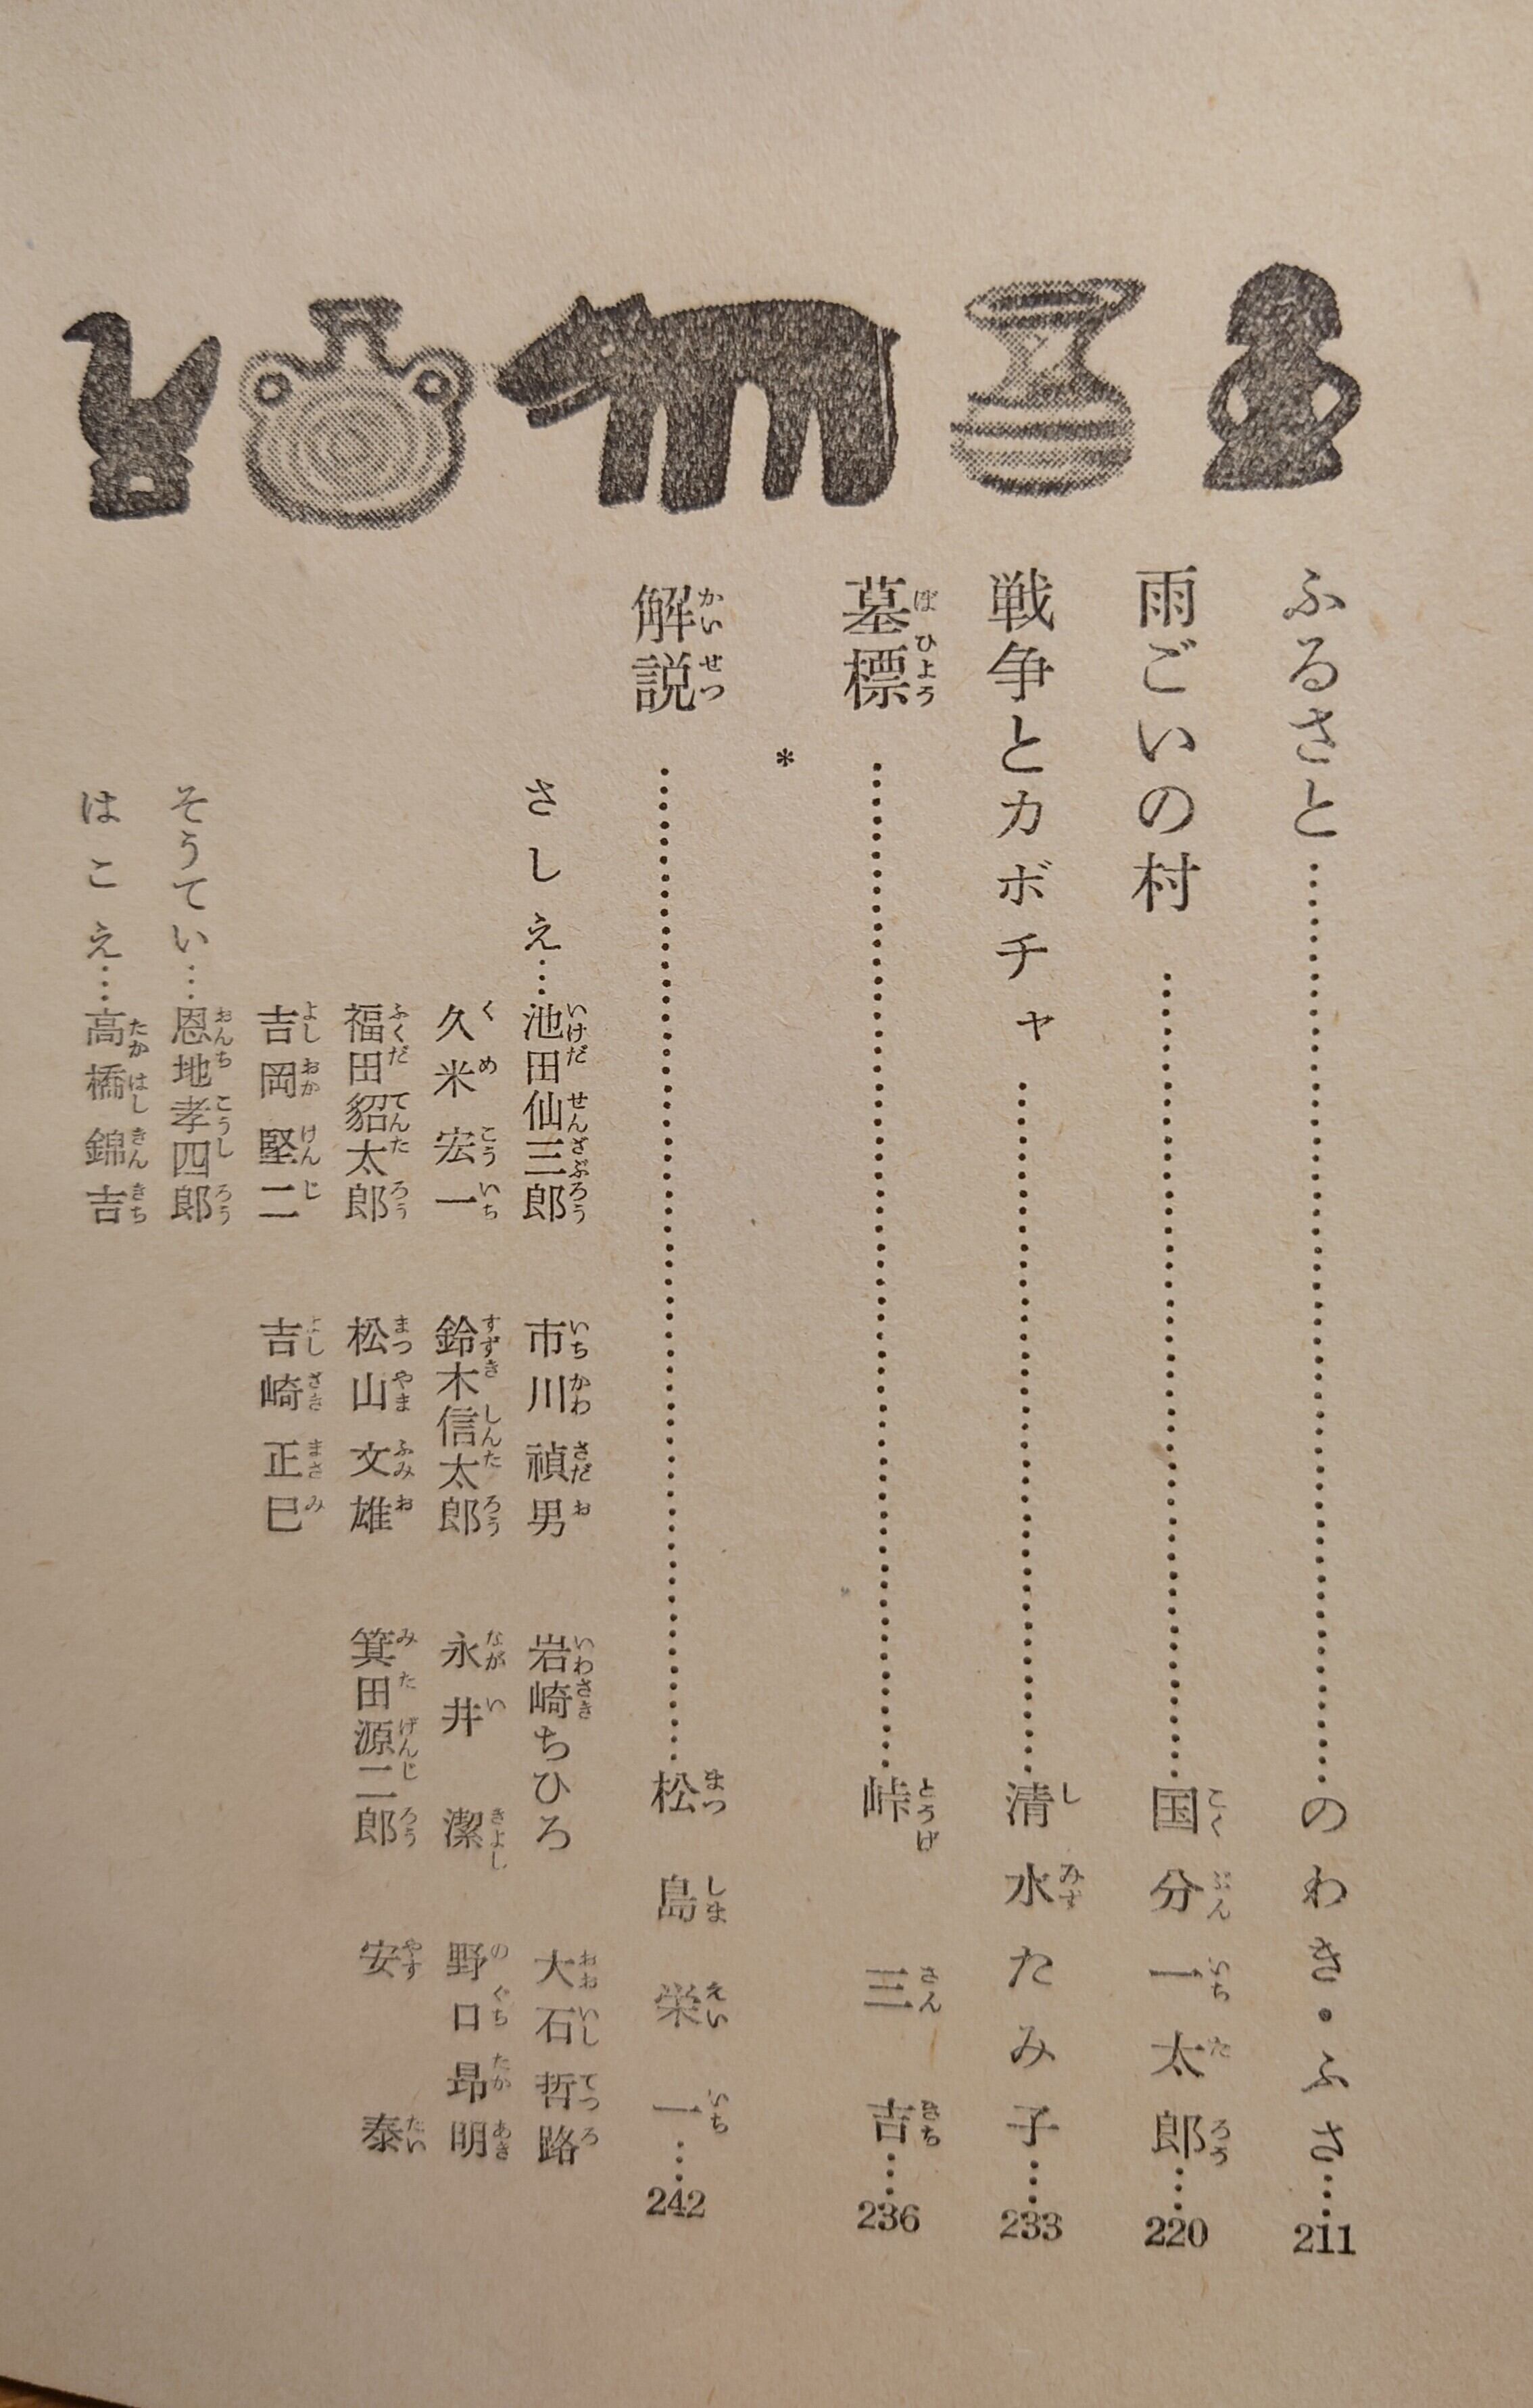 ふるさと……………………………のわき・ふさ…211
雨ごいの村……………………………国分一太郎…220
戦争とカボチャ……………………………清水たみ子…233
墓標……………………………峠三吉…236
＊
解説……………………………松島栄一…242
さしえ…池田仙三郎　市川禎男　岩崎ちひろ　大石哲路
久米宏一　鈴木信太郎　永井潔　野口昻明
福田貂太郎　松山文雄　箕田源二郎　安泰
吉岡堅二　吉崎正巳
そうてい…恩地孝四郎
はこえ…高橋錦吉